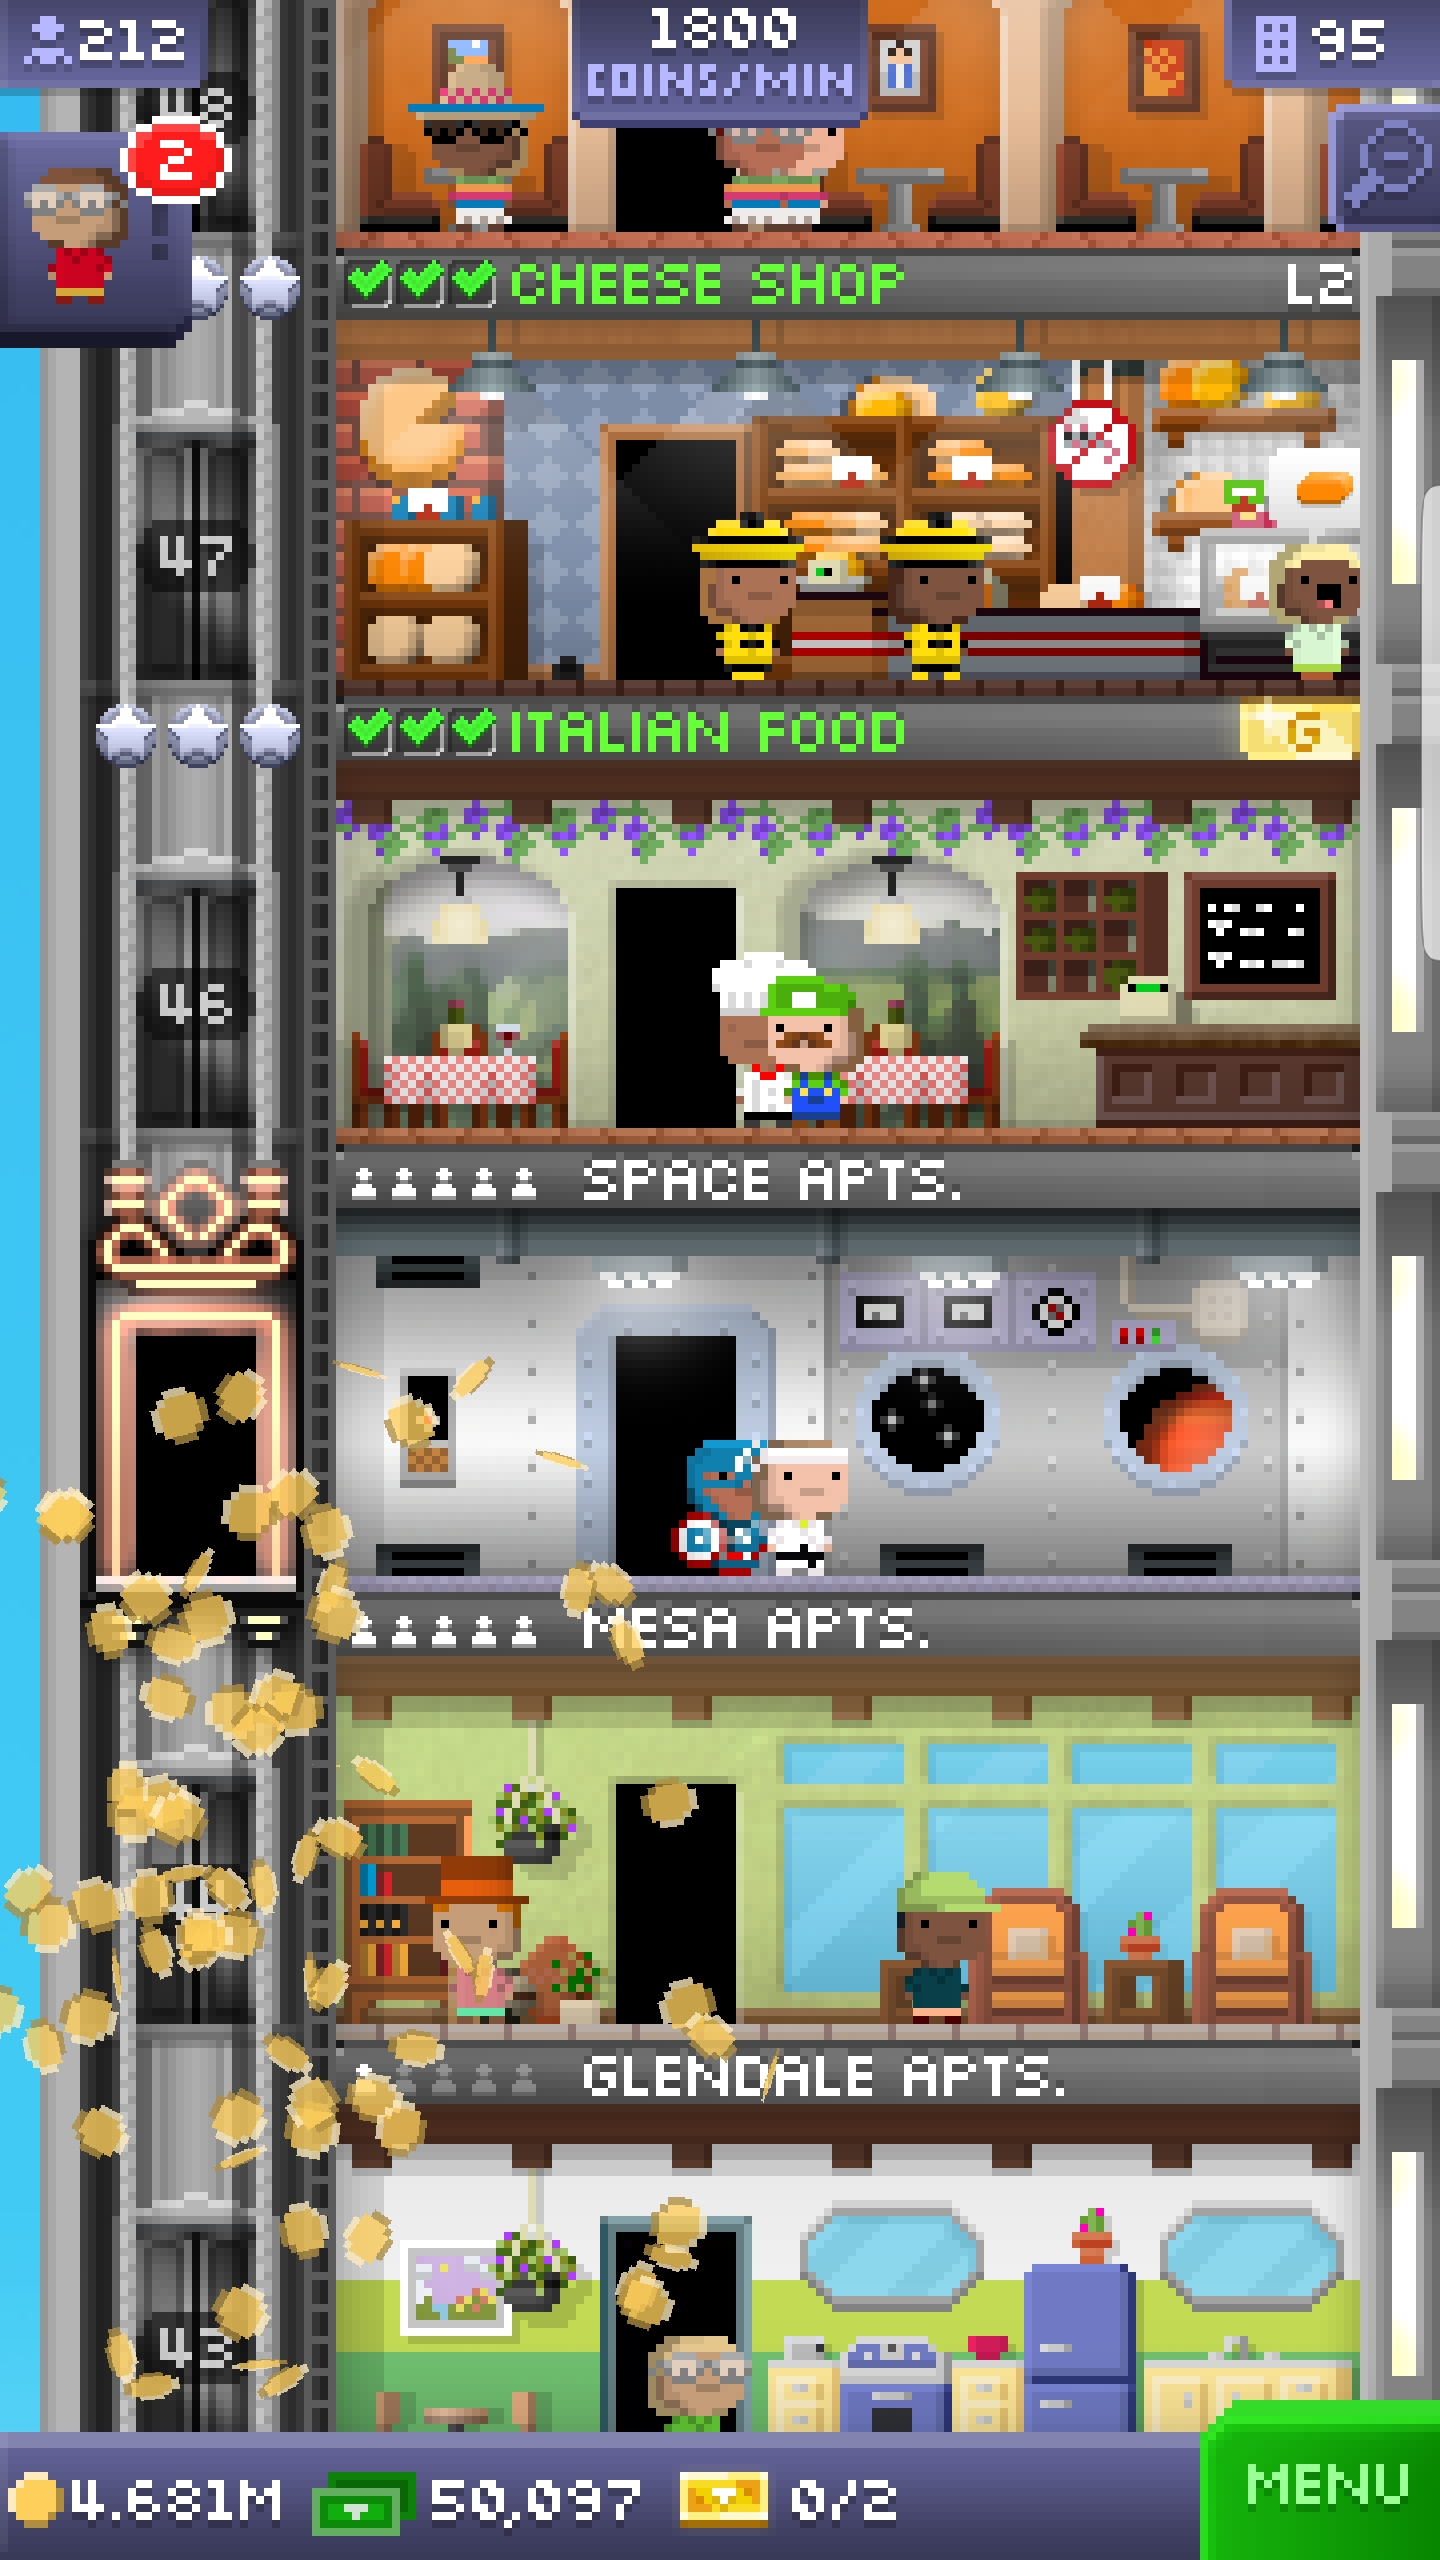 212
1800
COINS/MIN
95
48
2
CHEESE SHOP
L2
47
ITALIAN FOOD
G
46
SPACE APTS.
MESA APTS.
GLENDALE APTS.
43
4.681M
50,097
0/2
MENU